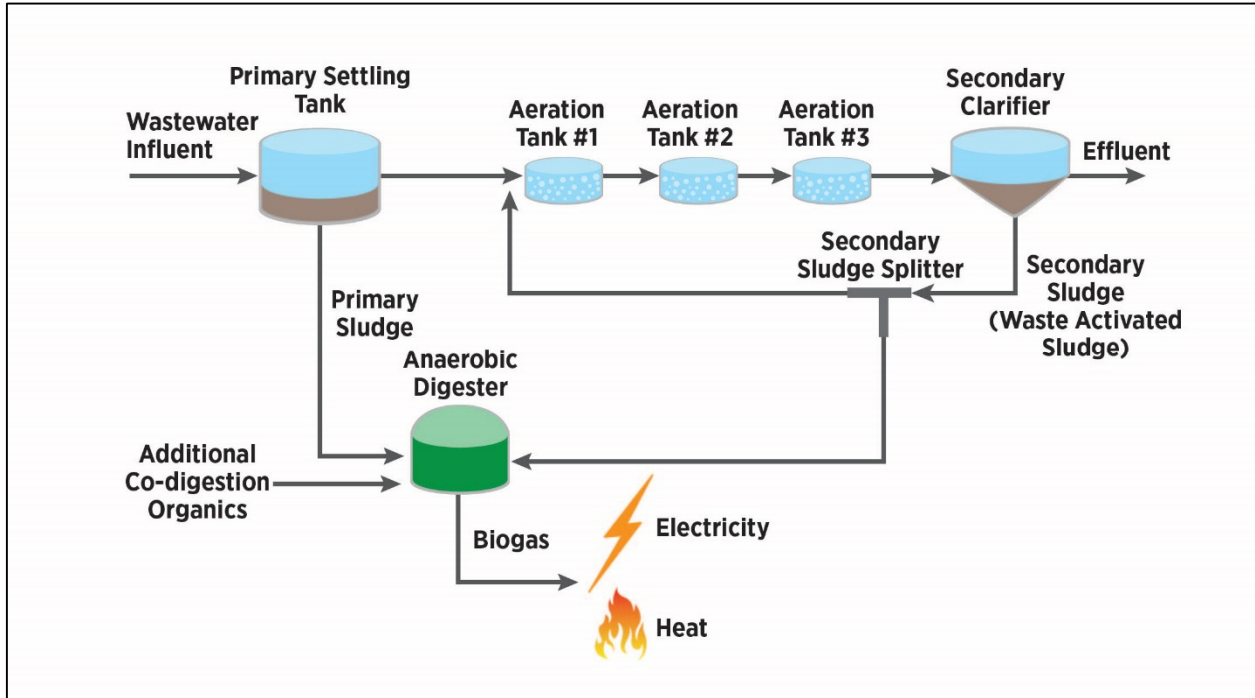 Primary Settling
Tank
Wastewater
Influent
Aeration
Tank #1
Aeration
Tank #2
Aeration
Tank #3
Secondary
Clarifier
Effluent
Secondary
Sludge Splitter
Secondary
Sludge
(Waste Activated
Sludge)
Primary
Sludge
Anaerobic
Digester
Additional
Co-digestion
Organics
Biogas
Electricity
Heat